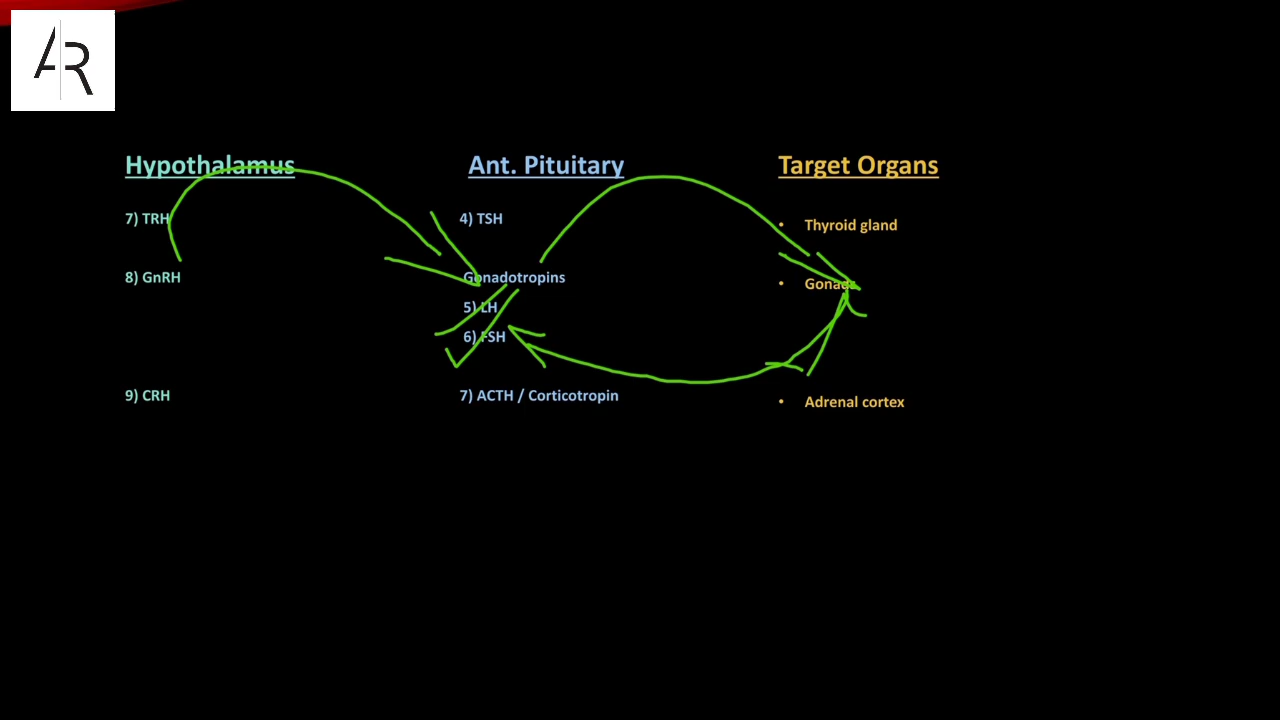 AR
Hypothalamus
7) TRH
8) GnRH
9) CRH
Ant. Pituitary
4) TSH
Gonadotropins
5) LH
6) FSH
7) ACTH / Corticotropin
Target Organs
• Thyroid gland
• Gonads
• Adrenal cortex